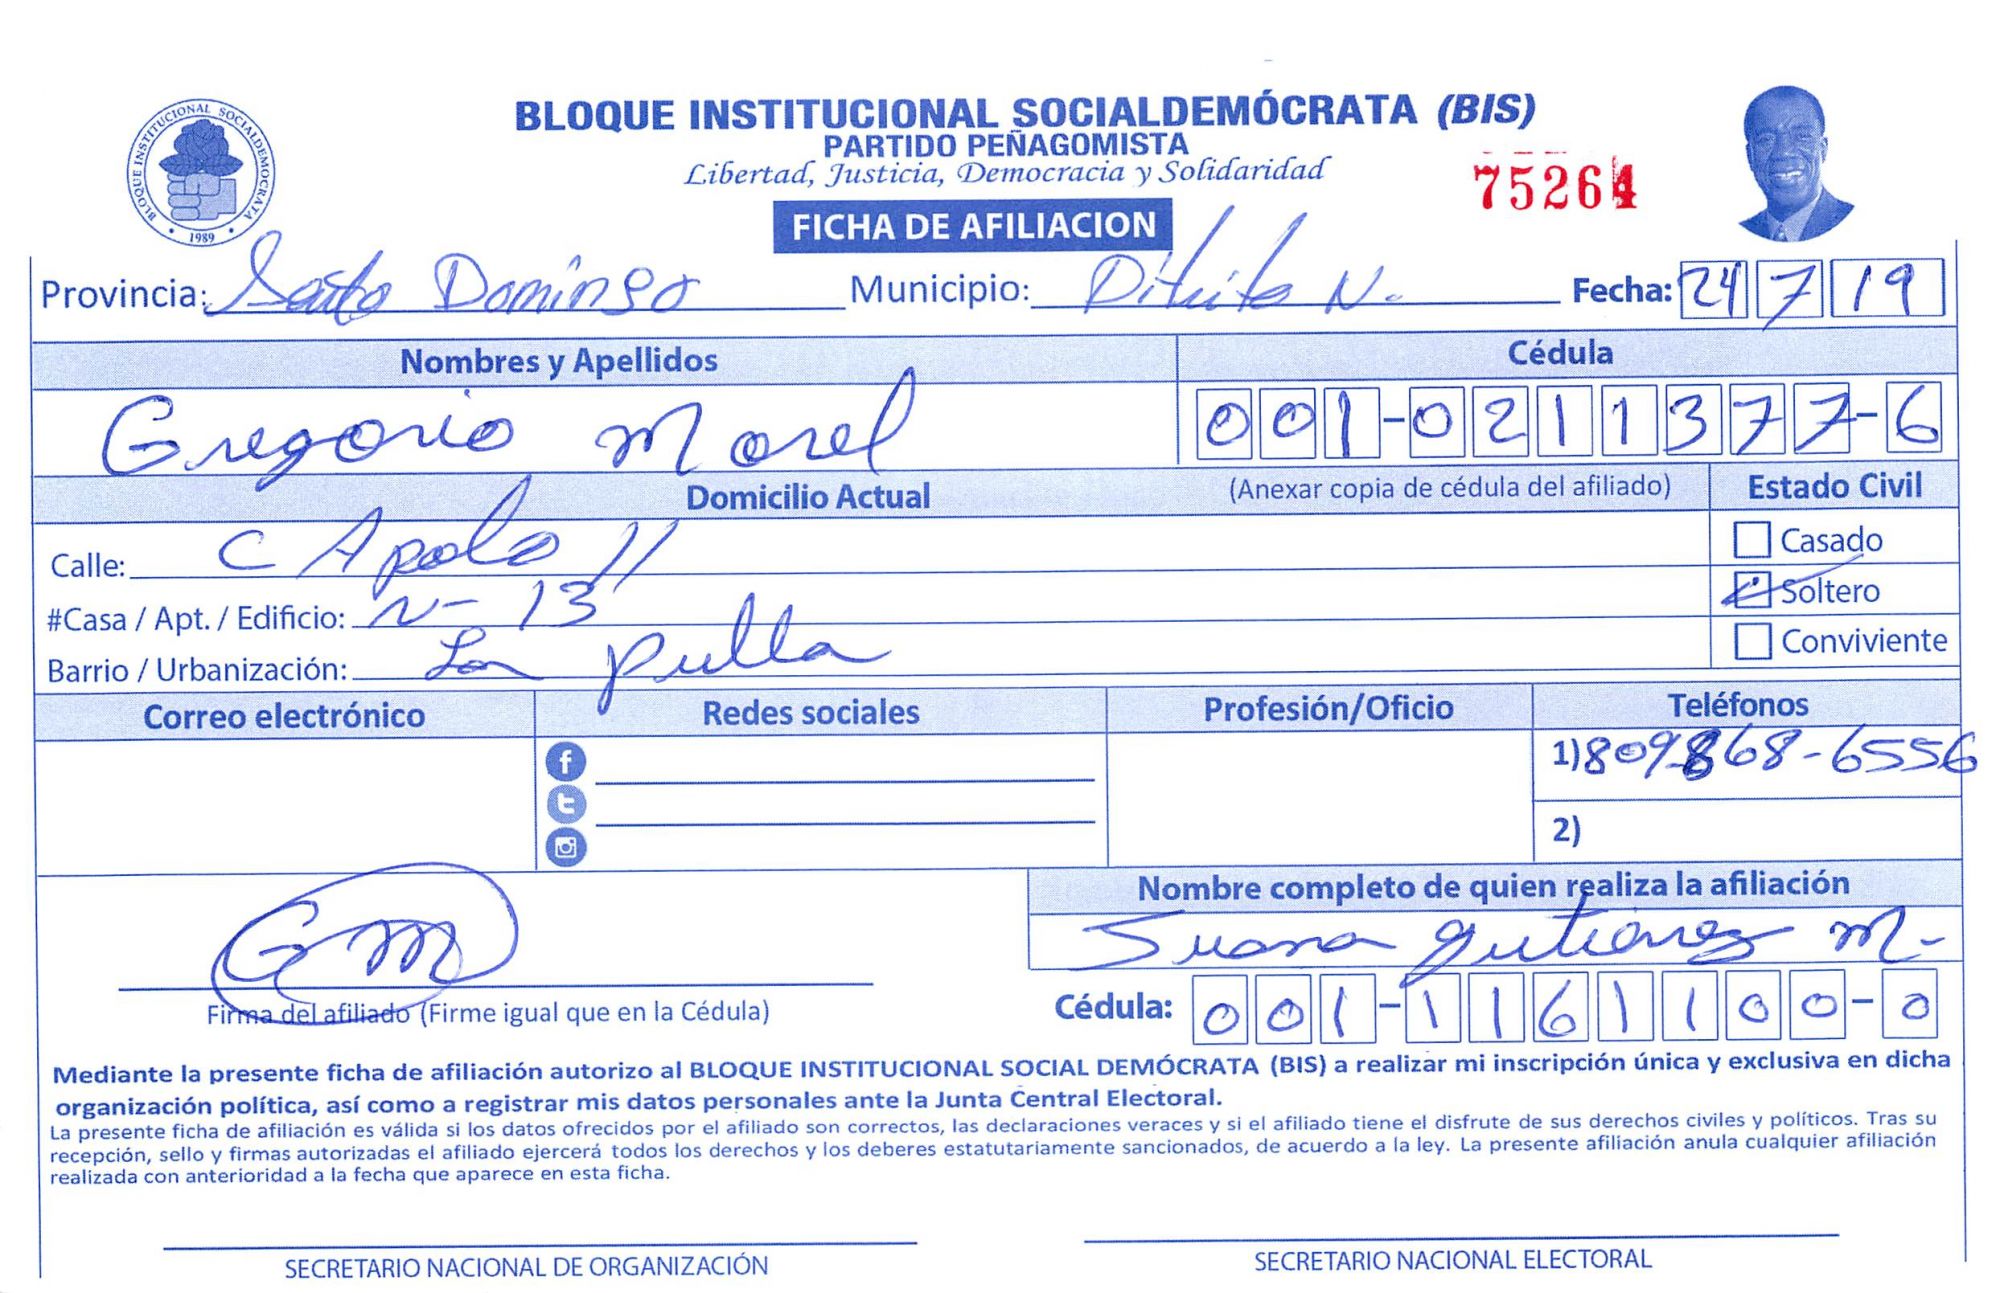 BLOQUE INSTITUCIONAL SOCIALDEMOCRATA
1989
BLOQUE INSTITUCIONAL SOCIALDEMÓCRATA (BIS)
PARTIDO PEÑAGOMISTA
Libertad, Justicia, Democracia y Solidaridad
75264
FICHA DE AFILIACION
Provincia: Santo Domingo Municipio: Ditrito N. Fecha: 24 7 19
Nombres y Apellidos Cédula
Gregorio Morel 001-0211377-6
Domicilio Actual (Anexar copia de cédula del afiliado) Estado Civil
Calle: C Apolo 11 Casado
#Casa / Apt. / Edificio: N- 13 Soltero
Barrio / Urbanización: La pulla Conviviente
Correo electrónico Redes sociales Profesión/Oficio Teléfonos
1) 809-868-6556
2)
Nombre completo de quien realiza la afiliación
GM Juana gutierrez M-
Firma del afiliado (Firme igual que en la Cédula) Cédula: 001-1161100-0
Mediante la presente ficha de afiliación autorizo al BLOQUE INSTITUCIONAL SOCIAL DEMÓCRATA (BIS) a realizar mi inscripción única y exclusiva en dicha
organización política, así como a registrar mis datos personales ante la Junta Central Electoral.
La presente ficha de afiliación es válida si los datos ofrecidos por el afiliado son correctos, las declaraciones veraces y si el afiliado tiene el disfrute de sus derechos civiles y políticos. Tras su
recepción, sello y firmas autorizadas el afiliado ejercerá todos los derechos y los deberes estatutariamente sancionados, de acuerdo a la ley. La presente afiliación anula cualquier afiliación
realizada con anterioridad a la fecha que aparece en esta ficha.
SECRETARIO NACIONAL DE ORGANIZACIÓN SECRETARIO NACIONAL ELECTORAL